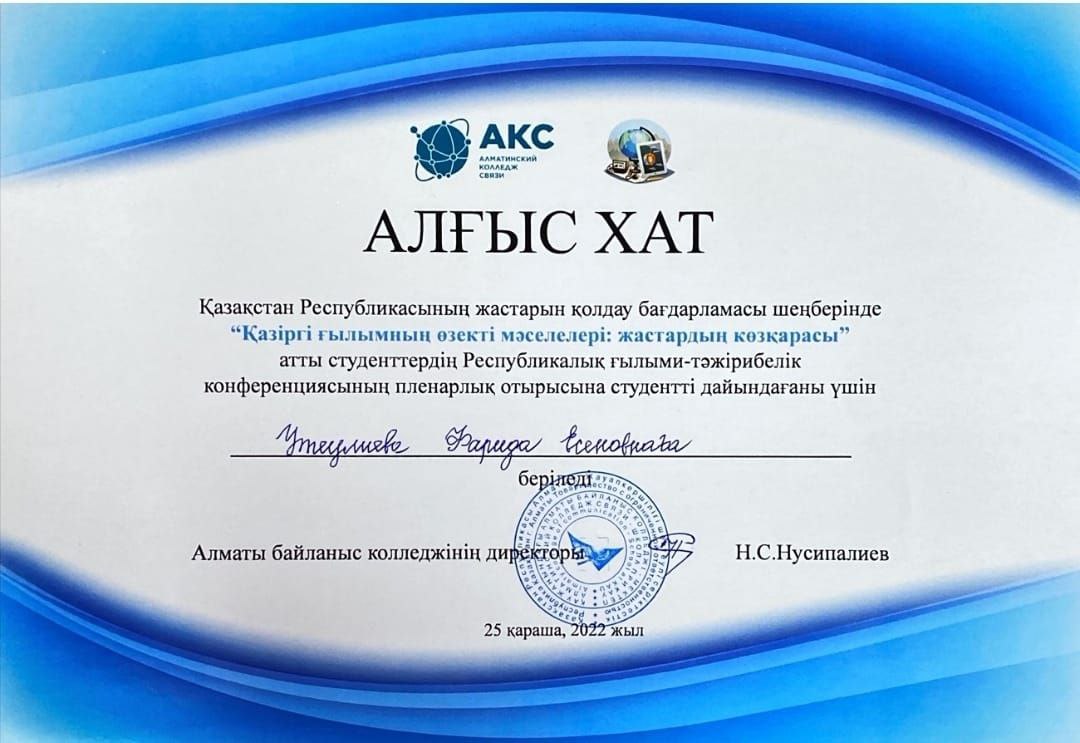 АКС
АЛМАТИНСКИЙ
КОЛЛЕДЖ
СВЯЗИ
АЛҒЫС ХАТ
Қазақстан Республикасының жастарын қолдау бағдарламасы шеңберінде
“Қазіргі ғылымның өзекті мәселелері: жастардың көзқарасы”
атты студенттердің Республикалық ғылыми-тәжірибелік
конференциясының пленарлық отырысына студентті дайындағаны үшін
Утеулиева Фарида Есеновнаға
беріледі
Алматы байланыс колледжінің директоры
Н.С.Нусипалиев
25 қараша, 2022 жыл